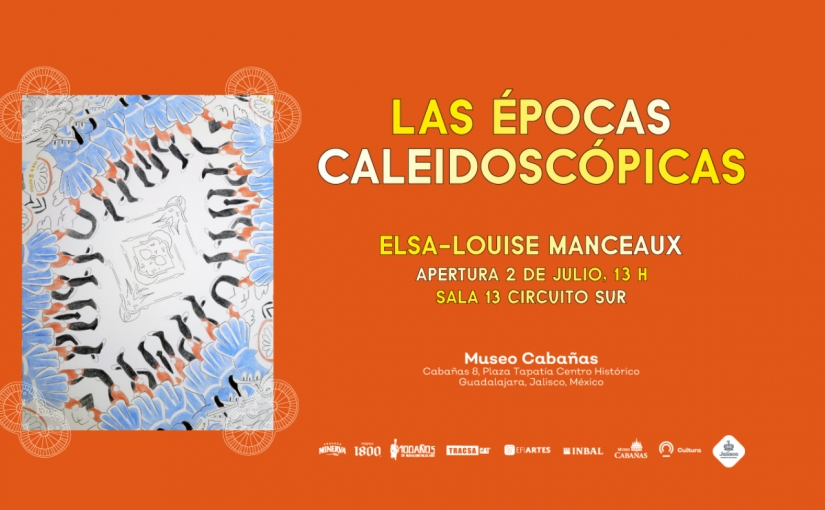 LAS ÉPOCAS
CALEIDOSCÓPICAS
ELSA-LOUISE MANCEAUX
APERTURA 2 DE JULIO, 13 H
SALA 13 CIRCUITO SUR
Museo Cabañas
Cabañas 8, Plaza Tapatía Centro Histórico
Guadalajara, Jalisco, México
MINERVA
1800
100 AÑOS
TRACSA CAT
EFIARTES
INBAL
MUSEO CABAÑAS
Cultura
Jalisco